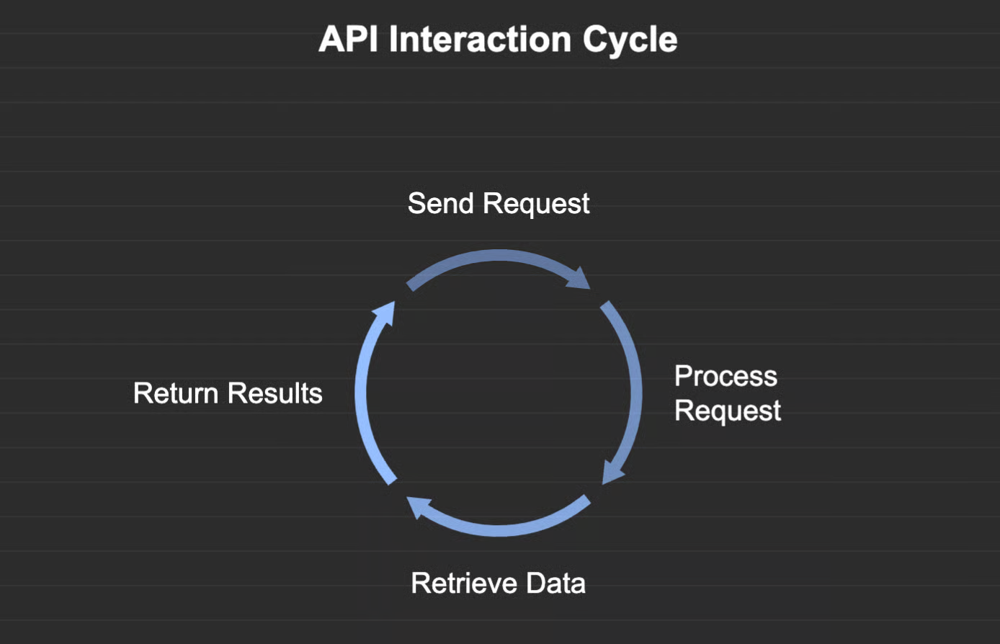 API Interaction Cycle
Send Request
Process
Request
Return Results
Retrieve Data